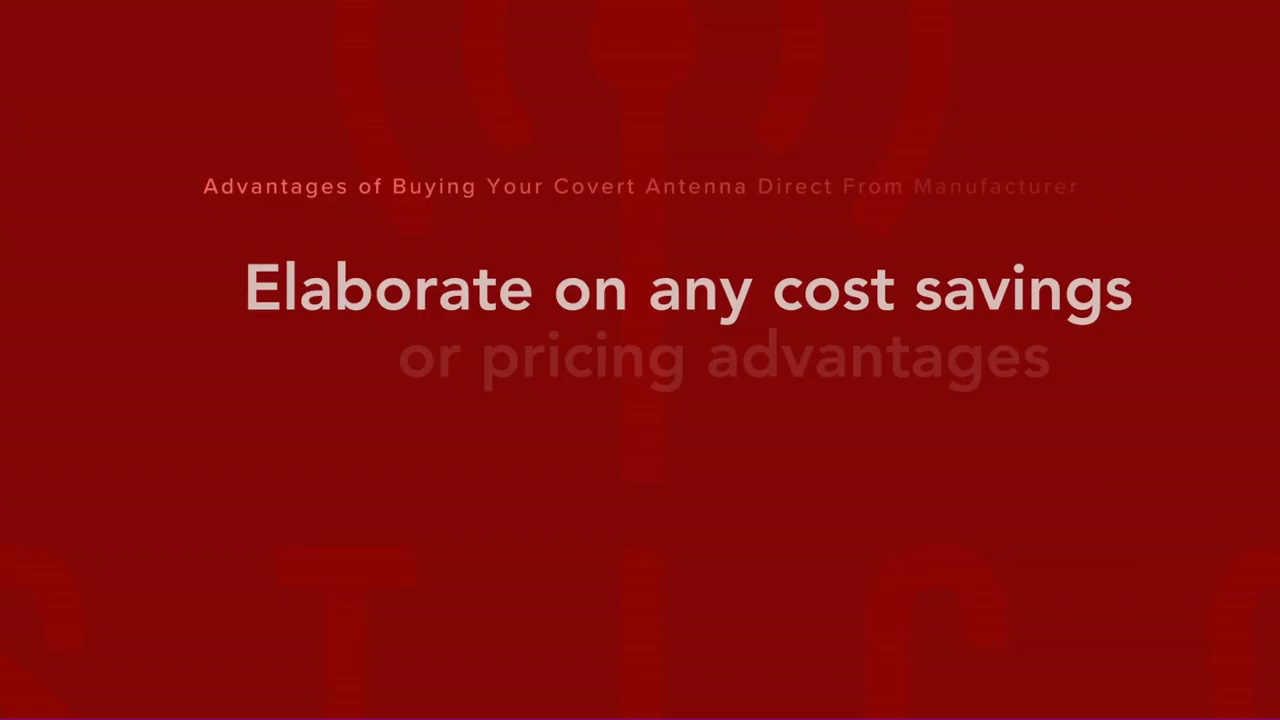 Advantages of Buying Your Covert Antenna Direct From Manufacturer
Elaborate on any cost savings
or pricing advantages
S T I C O